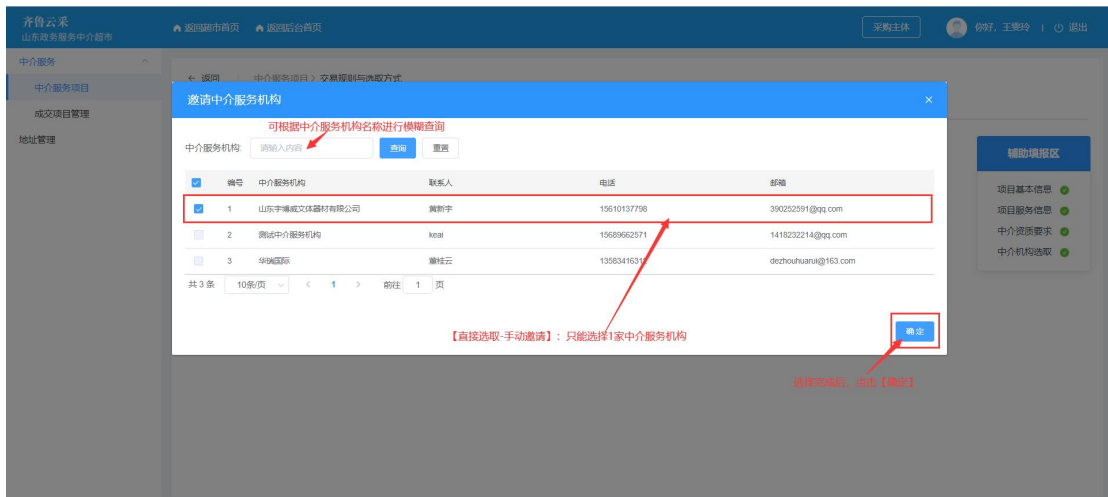 齐鲁云采
山东政务服务中介超市
返回超市首页 返回后台首页
采购主体
你好, 王雯玲 | 退出
中介服务
中介服务项目
成交项目管理
地址管理
← 返回 中介服务项目 > 交易规则与选取方式
邀请中介服务机构 ×
可根据中介服务机构名称进行模糊查询
中介服务机构: 请输入内容 查询 重置
编号 中介服务机构 联系人 电话 邮箱
1 山东宇博威文体器材有限公司 黄新宇 15610137798 390252591@qq.com
2 测试中介服务机构 keai 15689662571 1418232214@qq.com
3 华瑞国际 董桂云 dezhouhuarui@163.com
共 3 条 10条/页 < 1 > 前往 1 页
【直接选取-手动邀请】：只能选择1家中介服务机构
确定
选择完成后，点击【确定】
辅助填报区
项目基本信息
项目服务信息
中介资质要求
中介机构选取